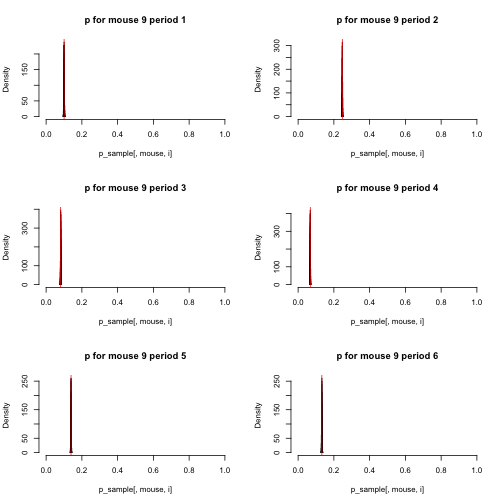 p for mouse 9 period 1
Density
0 50 150
0.0 0.2 0.4 0.6 0.8 1.0
p_sample[, mouse, i]
p for mouse 9 period 2
Density
0 100 200 300
0.0 0.2 0.4 0.6 0.8 1.0
p_sample[, mouse, i]
p for mouse 9 period 3
Density
0 100 300
0.0 0.2 0.4 0.6 0.8 1.0
p_sample[, mouse, i]
p for mouse 9 period 4
Density
0 100 300
0.0 0.2 0.4 0.6 0.8 1.0
p_sample[, mouse, i]
p for mouse 9 period 5
Density
0 50 150 250
0.0 0.2 0.4 0.6 0.8 1.0
p_sample[, mouse, i]
p for mouse 9 period 6
Density
0 50 150 250
0.0 0.2 0.4 0.6 0.8 1.0
p_sample[, mouse, i]